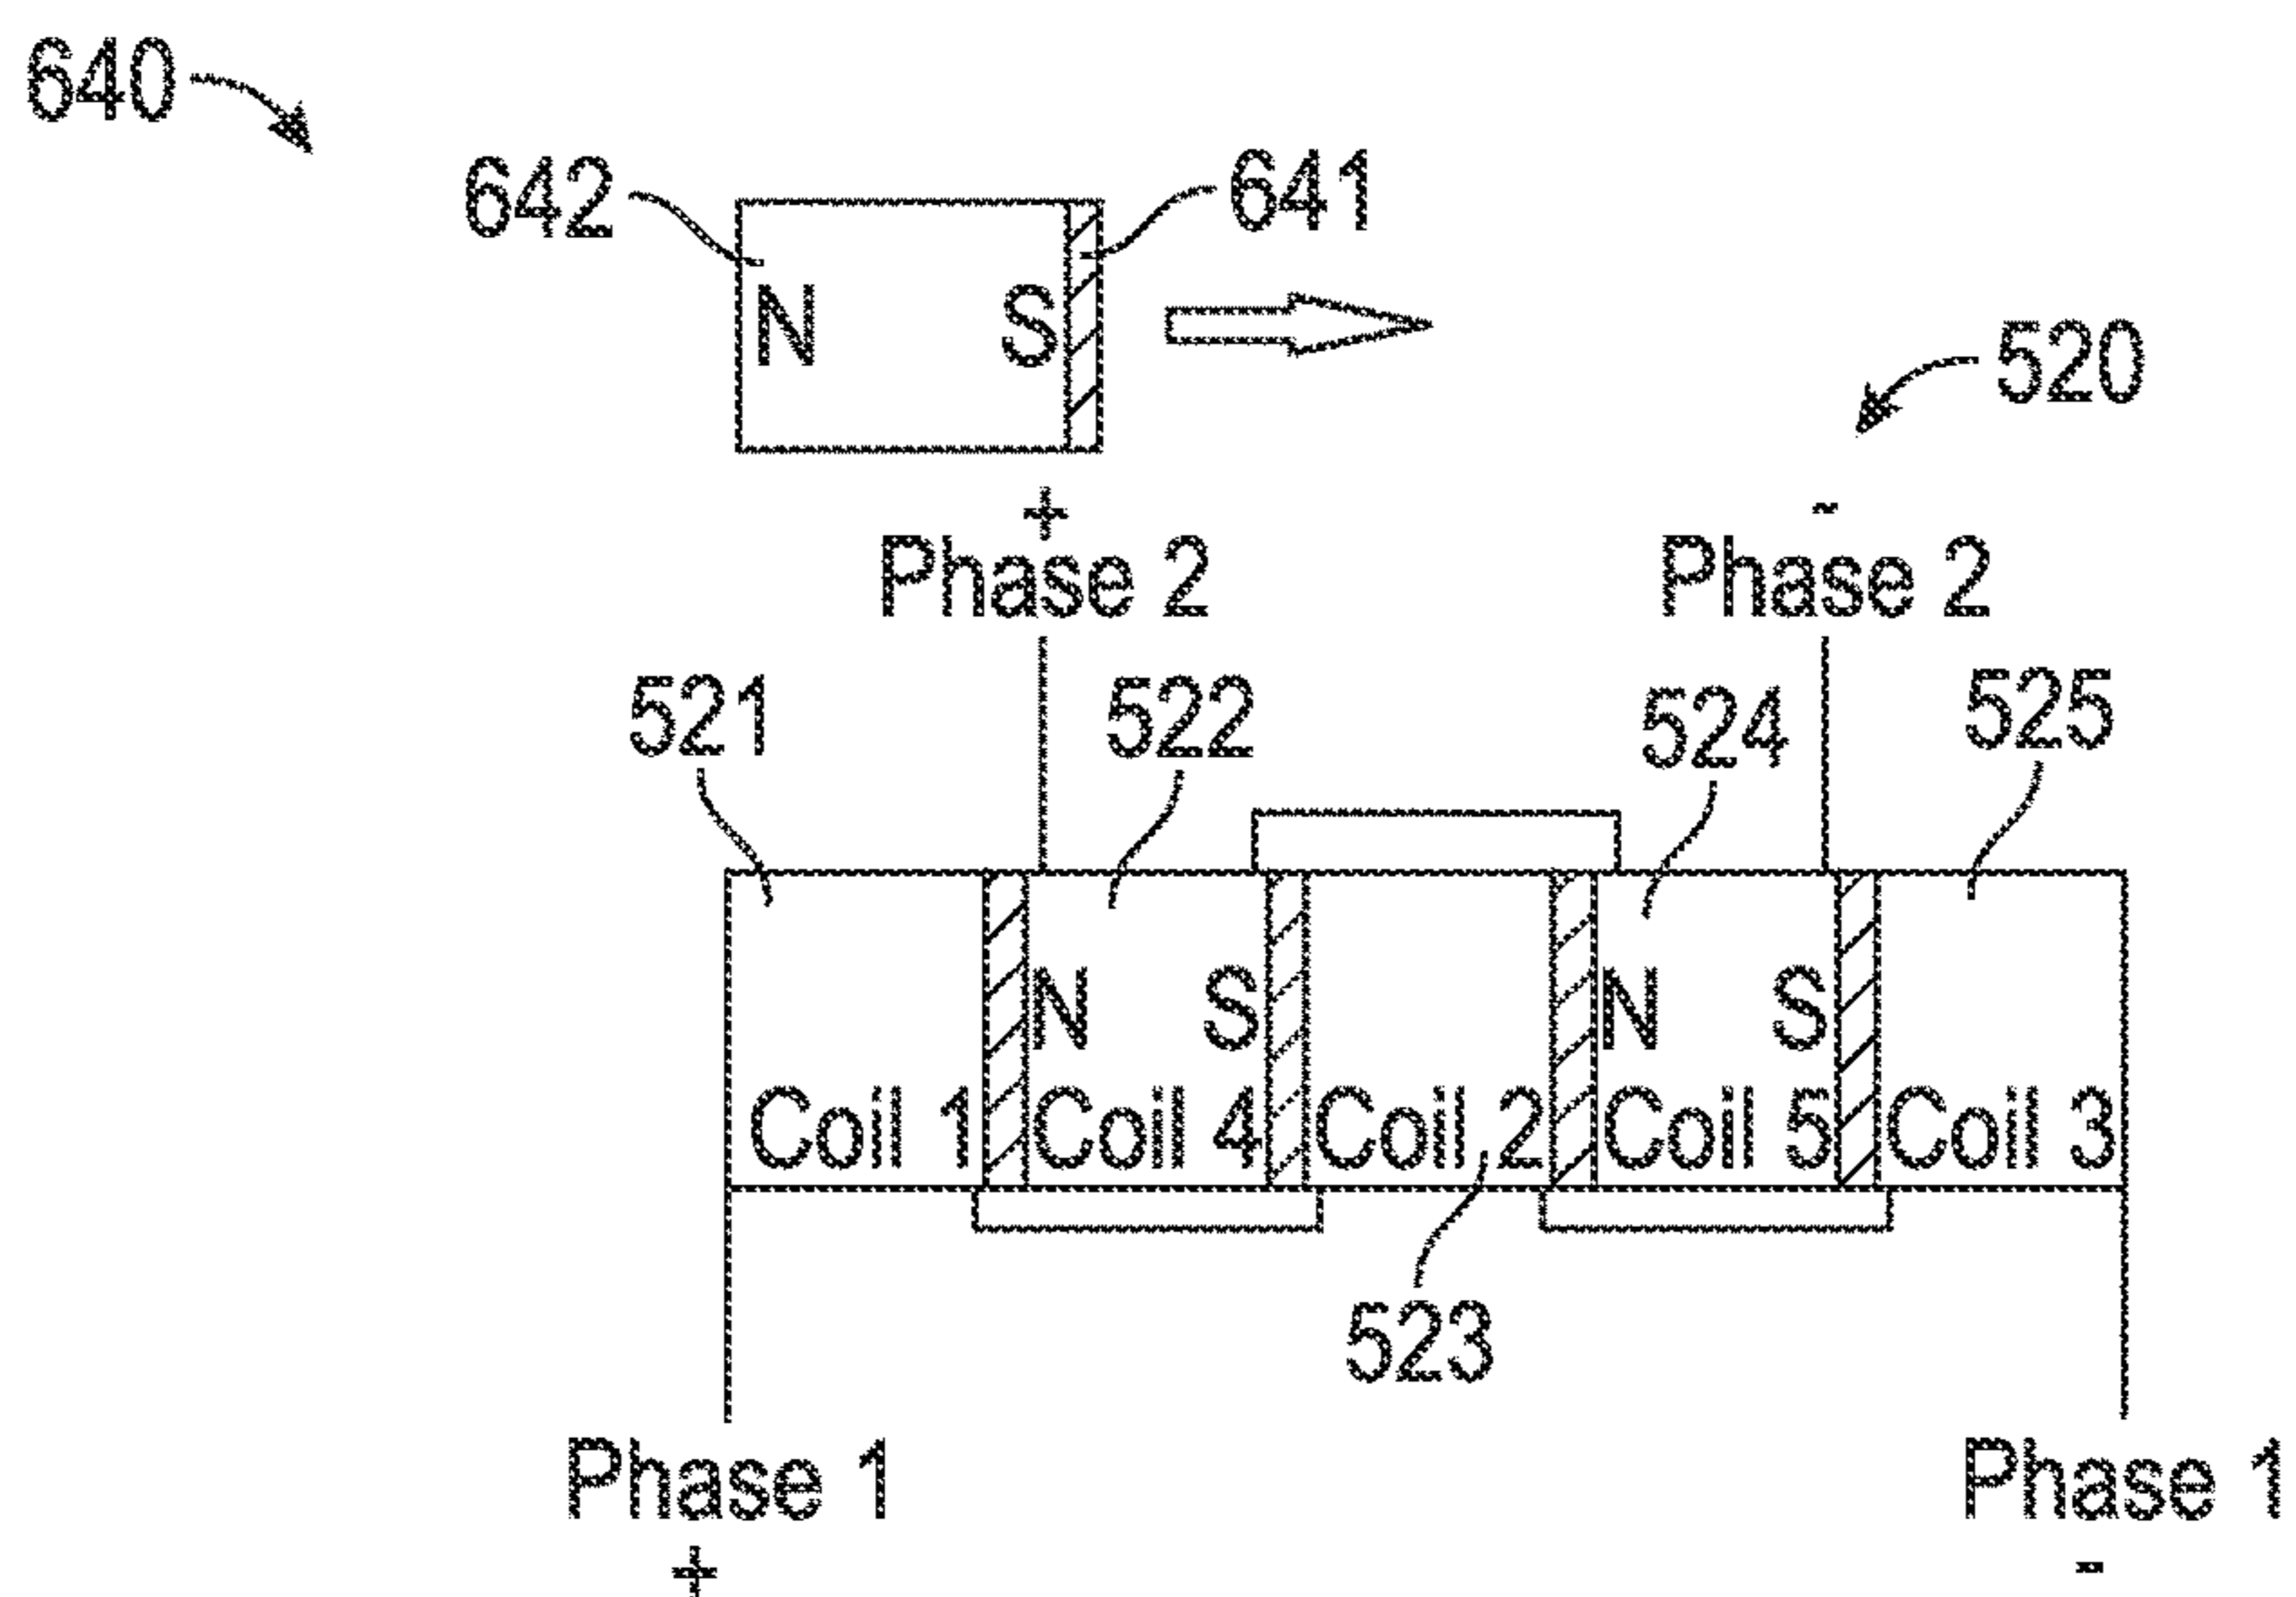 640
642
641
N S
520
+
-
Phase 2 Phase 2
521 522 524 525
N S N S
Coil 1 Coil 4 Coil 2 Coil 5 Coil 3
523
Phase 1 Phase 1
+ -